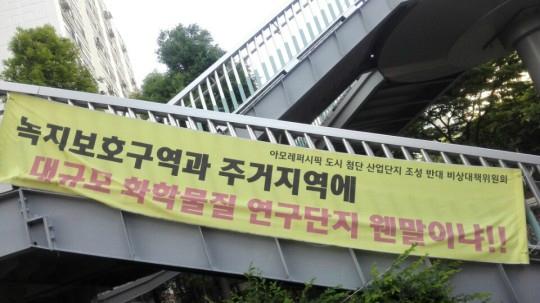 아모레퍼시픽 도시 첨단 산업단지 조성 반대 비상대책위원회
녹지보호구역과 주거지역에
대규모 화학물질 연구단지 웬말이냐!!